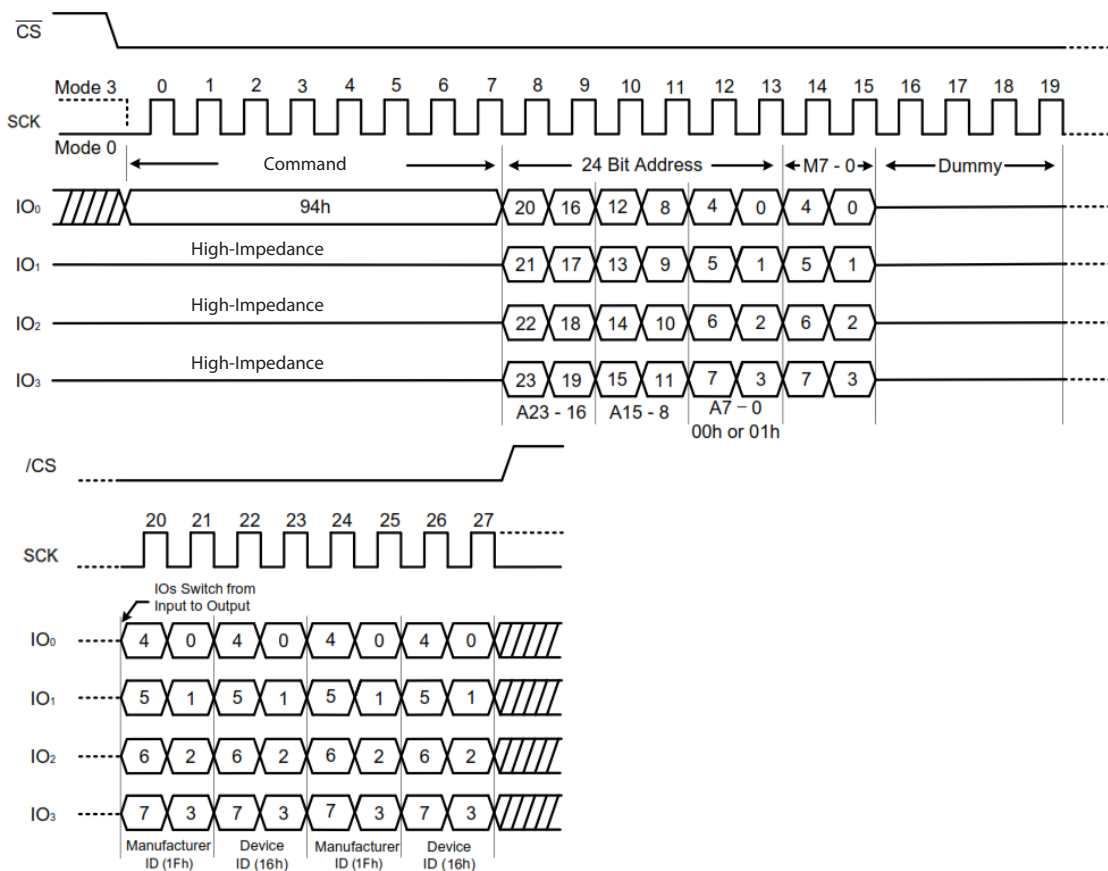 CS
Mode 3 0 1 2 3 4 5 6 7 8 9 10 11 12 13 14 15 16 17 18 19
SCK
Mode 0
Command 24 Bit Address M7 - 0 Dummy
IO0 94h 20 16 12 8 4 0 4 0
High-Impedance
IO1 21 17 13 9 5 1 5 1
High-Impedance
IO2 22 18 14 10 6 2 6 2
High-Impedance
IO3 23 19 15 11 7 3 7 3
A23 - 16 A15 - 8 A7 - 0
00h or 01h
/CS
20 21 22 23 24 25 26 27
SCK
IOs Switch from
Input to Output
IO0 4 0 4 0 4 0 4 0
IO1 5 1 5 1 5 1 5 1
IO2 6 2 6 2 6 2 6 2
IO3 7 3 7 3 7 3 7 3
Manufacturer Device Manufacturer Device
ID (1Fh) ID (16h) ID (1Fh) ID (16h)